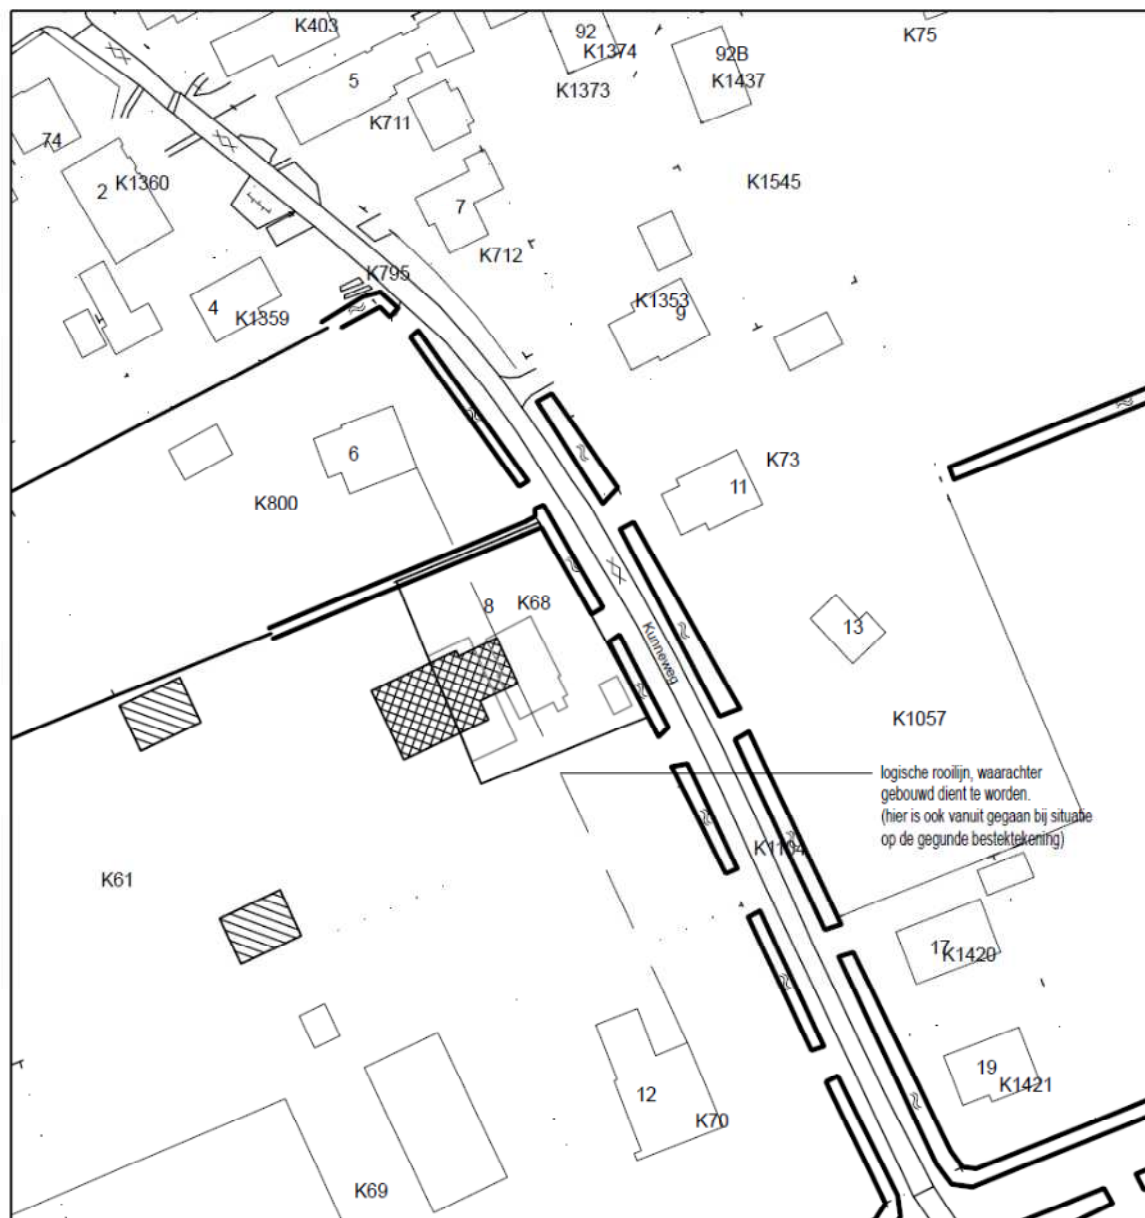 K403
92
K1374
K75
92B
K1437
5
K1373
K711
74
2
K1360
K1545
7
K712
K795
K1353
9
4
K1359
6
K73
11
K800
8
K68
13
Kunneweg
K1057
logische rooilijn, waarachter
gebouwd dient te worden.
(hier is ook vanuit gegaan bij situatie
op de gegunde bestektekening)
K61
17
K1420
19
K1421
12
K70
K69